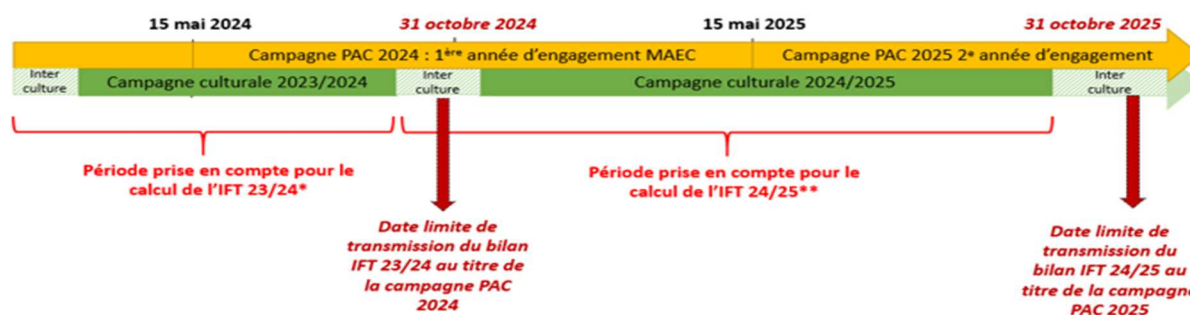 15 mai 2024
31 octobre 2024
15 mai 2025
31 octobre 2025
Campagne PAC 2024 : 1ère année d’engagement MAEC
Campagne PAC 2025 2e année d’engagement
Inter
culture
Campagne culturale 2023/2024
Inter
culture
Campagne culturale 2024/2025
Inter
culture
Période prise en compte pour le
calcul de l’IFT 23/24*
Période prise en compte pour le
calcul de l’IFT 24/25**
Date limite de
transmission du bilan
IFT 23/24 au titre de
la campagne PAC
2024
Date limite de
transmission du
bilan IFT 24/25 au
titre de la campagne
PAC 2025